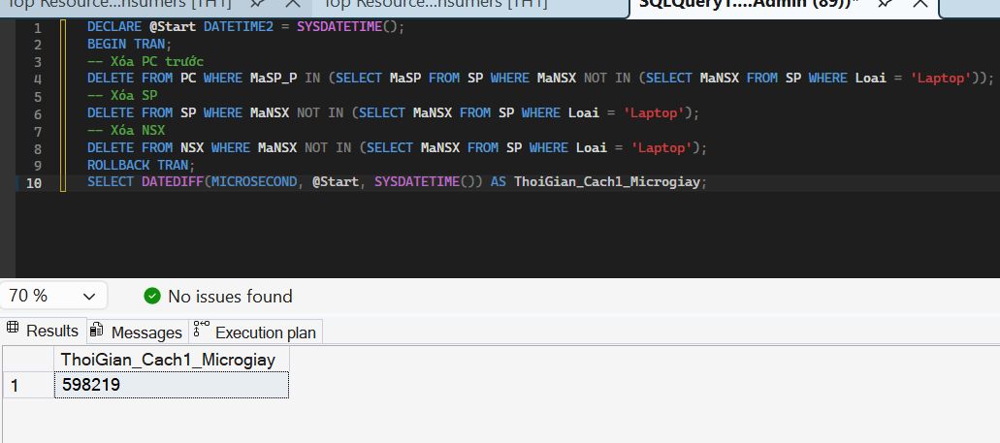 Top Resource...nsumers [TH1]
Top Resource...nsumers [TH1]
SQLQuery1....Admin (89))*
1 DECLARE @Start DATETIME2 = SYSDATETIME();
2 BEGIN TRAN;
3 -- Xóa PC trước
4 DELETE FROM PC WHERE MaSP_P IN (SELECT MaSP FROM SP WHERE MaNSX NOT IN (SELECT MaNSX FROM SP WHERE Loai = 'Laptop'));
5 -- Xóa SP
6 DELETE FROM SP WHERE MaNSX NOT IN (SELECT MaNSX FROM SP WHERE Loai = 'Laptop');
7 -- Xóa NSX
8 DELETE FROM NSX WHERE MaNSX NOT IN (SELECT MaNSX FROM SP WHERE Loai = 'Laptop');
9 ROLLBACK TRAN;
10 SELECT DATEDIFF(MICROSECOND, @Start, SYSDATETIME()) AS ThoiGian_Cach1_Microgiay;
70 % No issues found
Results Messages Execution plan
ThoiGian_Cach1_Microgiay
1 598219